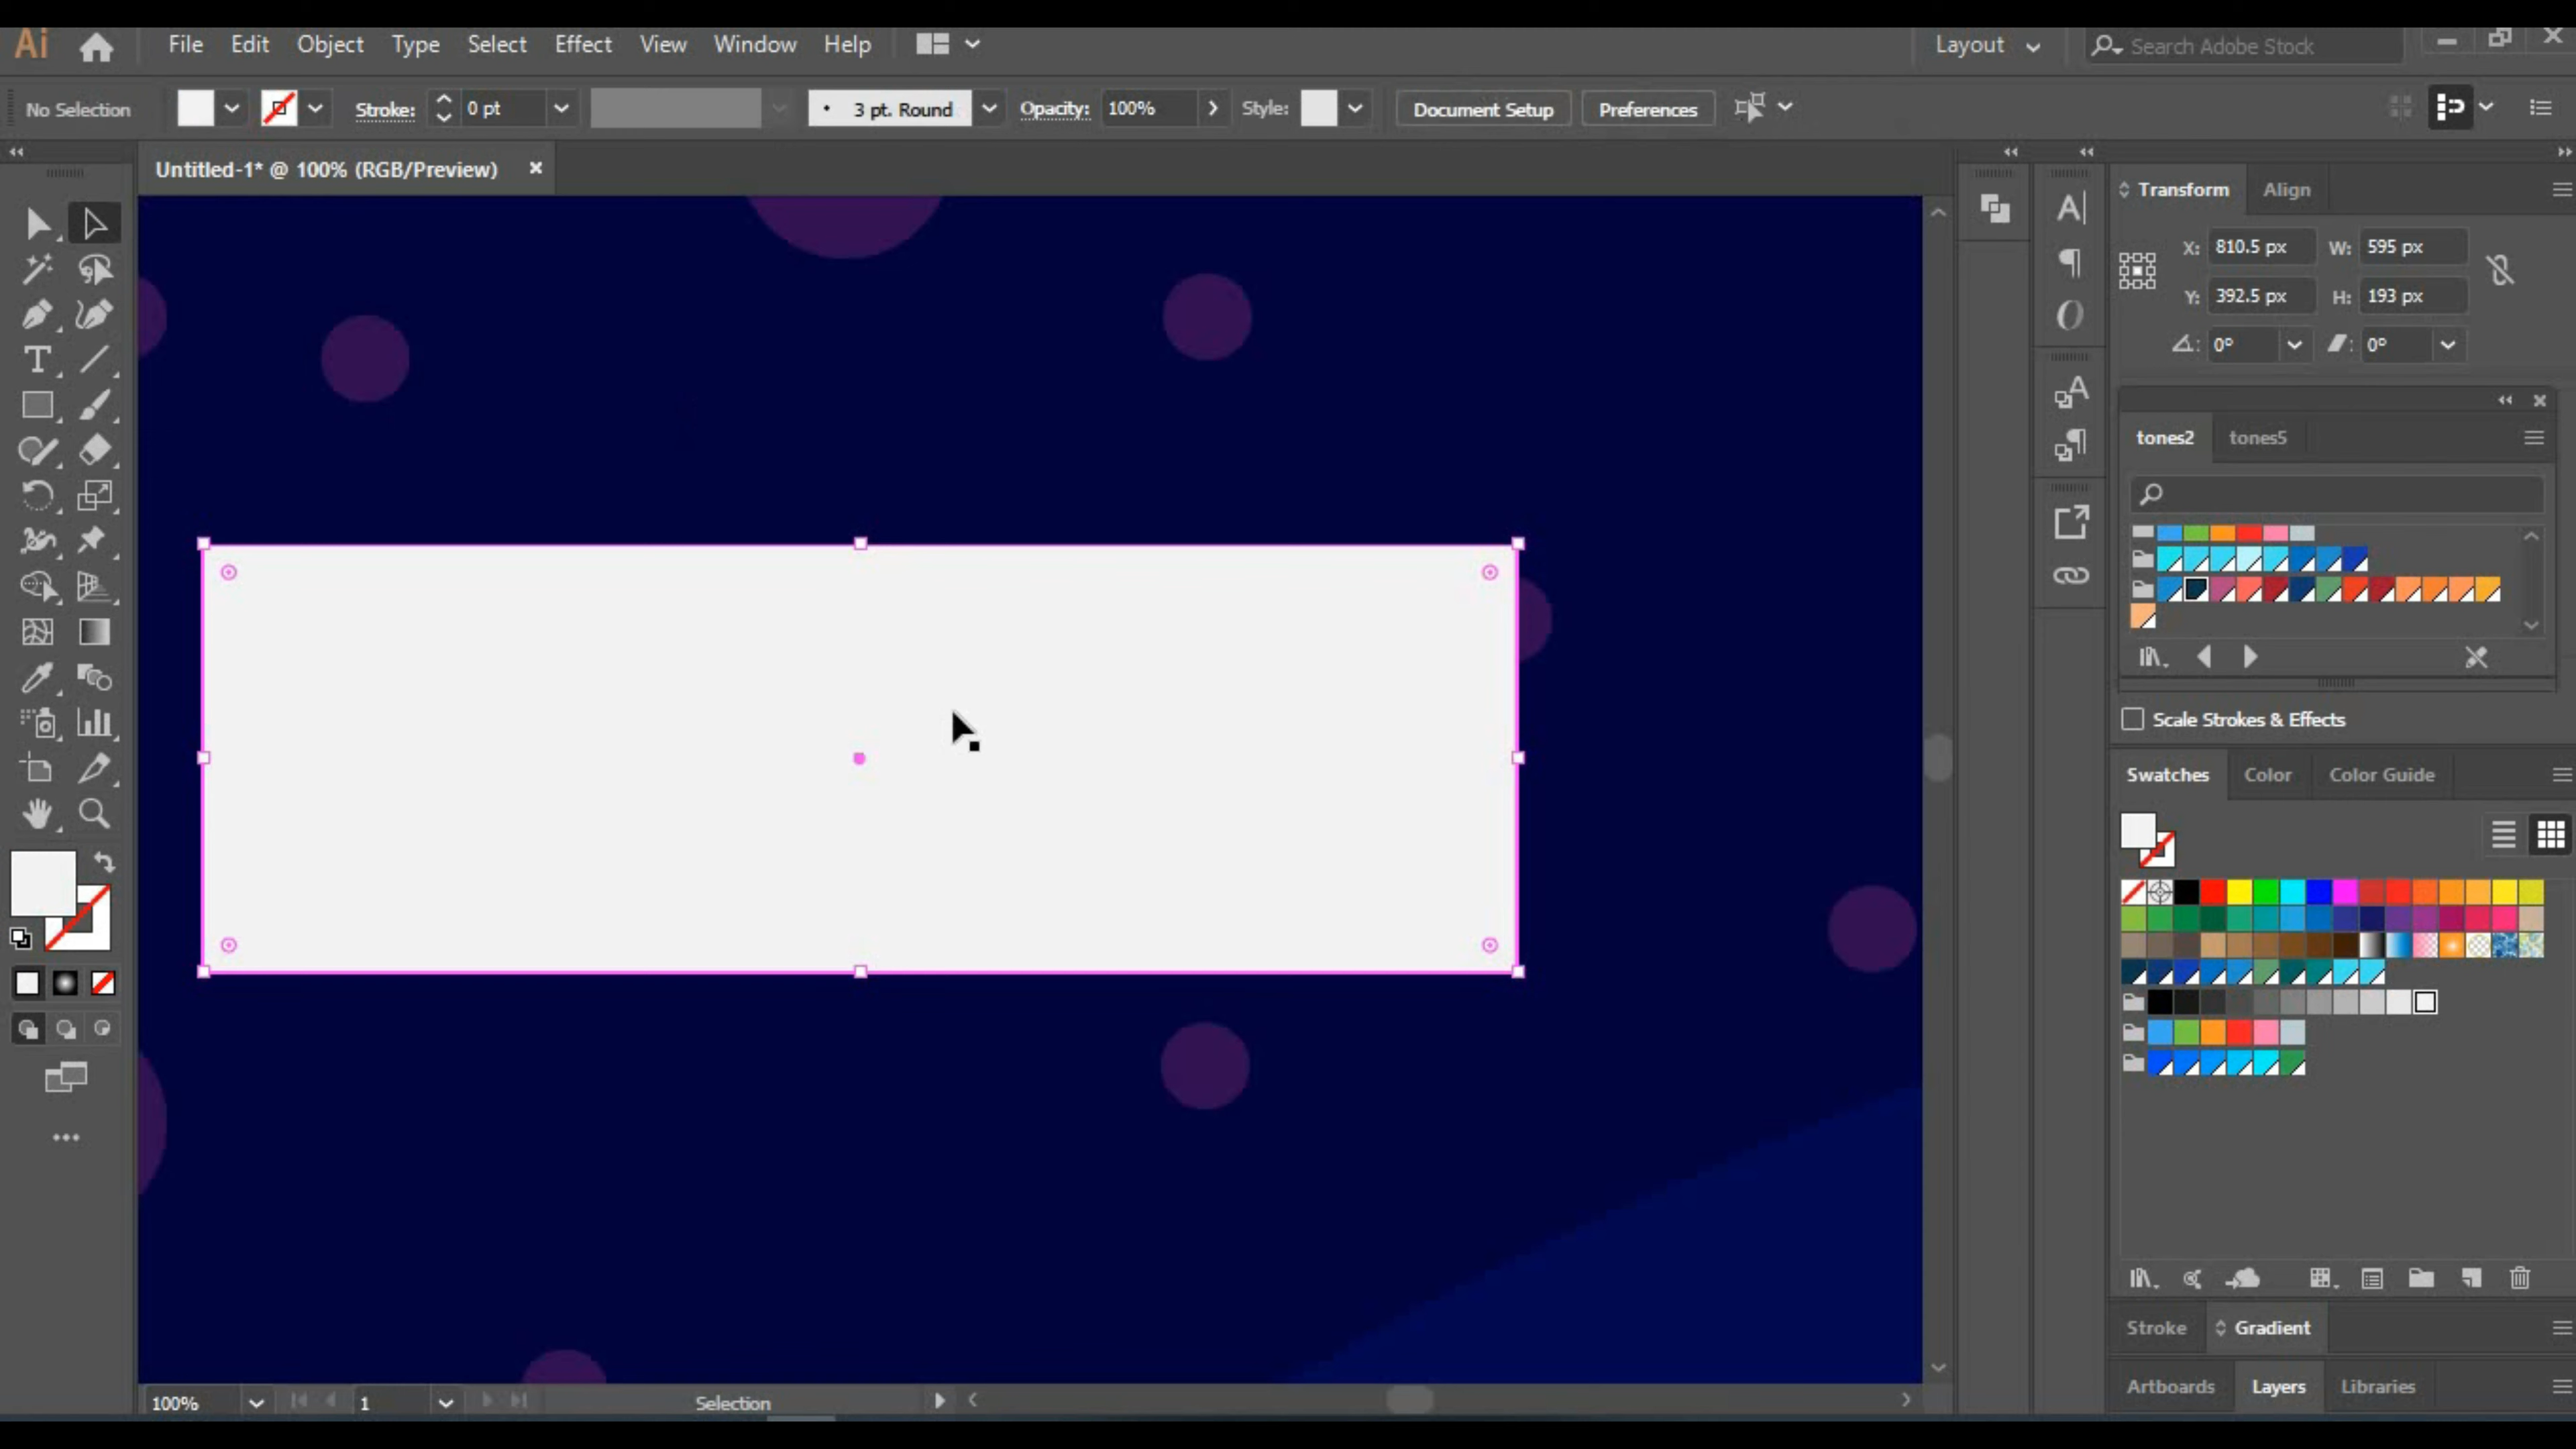 Ai File Edit Object Type Select Effect View Window Help Layout Search Adobe Stock
No Selection Stroke: 0 pt 3 pt. Round Opacity: 100% Style: Document Setup Preferences
Untitled-1* @ 100% (RGB/Preview)
Transform Align
X: 810.5 px W: 595 px
Y: 392.5 px H: 193 px
0° 0°
tones2 tones5
Scale Strokes & Effects
Swatches Color Color Guide
Stroke Gradient
Artboards Layers Libraries
100% 1 Selection